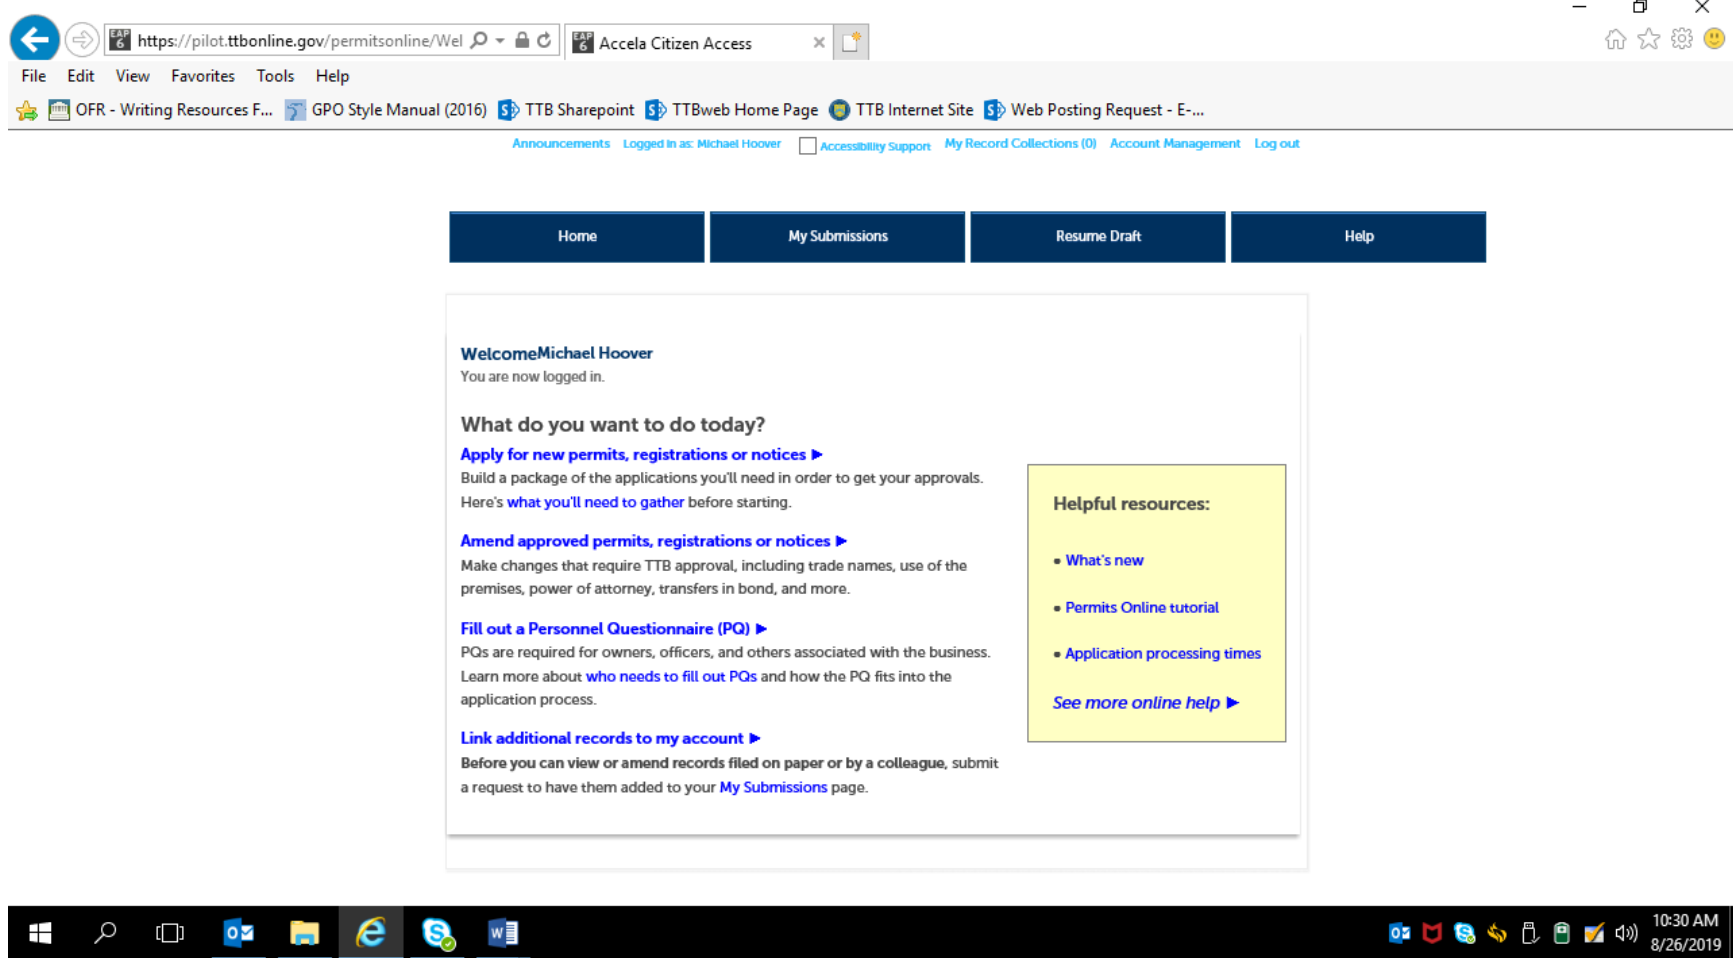 https://pilot.ttbonline.gov/permitsonline/Wel
EAP 6 Accela Citizen Access
File Edit View Favorites Tools Help
OFR - Writing Resources F... GPO Style Manual (2016) TTB Sharepoint TTBweb Home Page TTB Internet Site Web Posting Request - E-...
Announcements Logged in as: Michael Hoover Accessibility Support My Record Collections (0) Account Management Log out
Home My Submissions Resume Draft Help
WelcomeMichael Hoover
You are now logged in.
What do you want to do today?
Apply for new permits, registrations or notices ►
Build a package of the applications you'll need in order to get your approvals.
Here's what you'll need to gather before starting.
Amend approved permits, registrations or notices ►
Make changes that require TTB approval, including trade names, use of the
premises, power of attorney, transfers in bond, and more.
Fill out a Personnel Questionnaire (PQ) ►
PQs are required for owners, officers, and others associated with the business.
Learn more about who needs to fill out PQs and how the PQ fits into the
application process.
Link additional records to my account ►
Before you can view or amend records filed on paper or by a colleague, submit
a request to have them added to your My Submissions page.
Helpful resources:
• What's new
• Permits Online tutorial
• Application processing times
See more online help ►
10:30 AM
8/26/2019